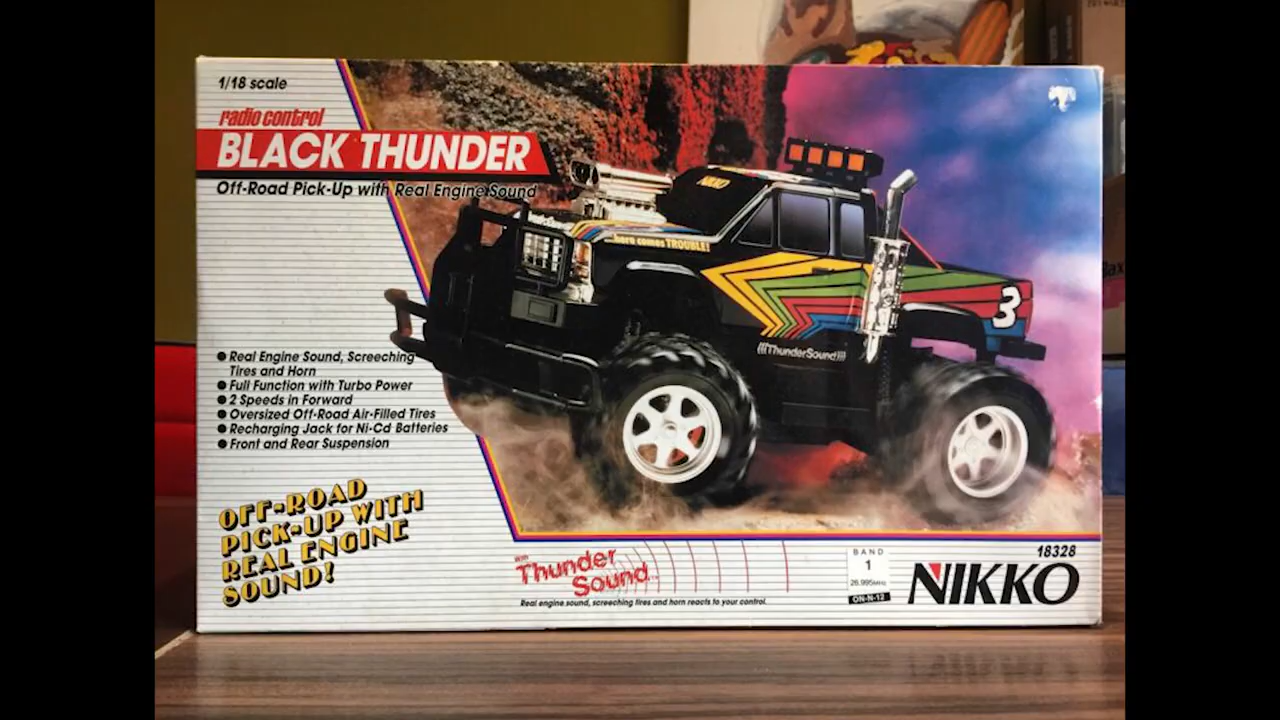 1/18 scale
radio control
BLACK THUNDER
Off-Road Pick-Up with Real Engine Sound
NIKKO
...here comes TROUBLE!
3
(((ThunderSound)))
● Real Engine Sound, Screeching
Tires and Horn
● Full Function with Turbo Power
● 2 Speeds in Forward
● Oversized Off-Road Air-Filled Tires
● Recharging Jack for Ni-Cd Batteries
● Front and Rear Suspension
OFF-ROAD
PICK-UP WITH
REAL ENGINE
SOUND!
With
Thunder
Sound...
Real engine sound, screeching tires and horn reacts to your control.
BAND
1
26.995MHz
ON-N-12
18328
NIKKO